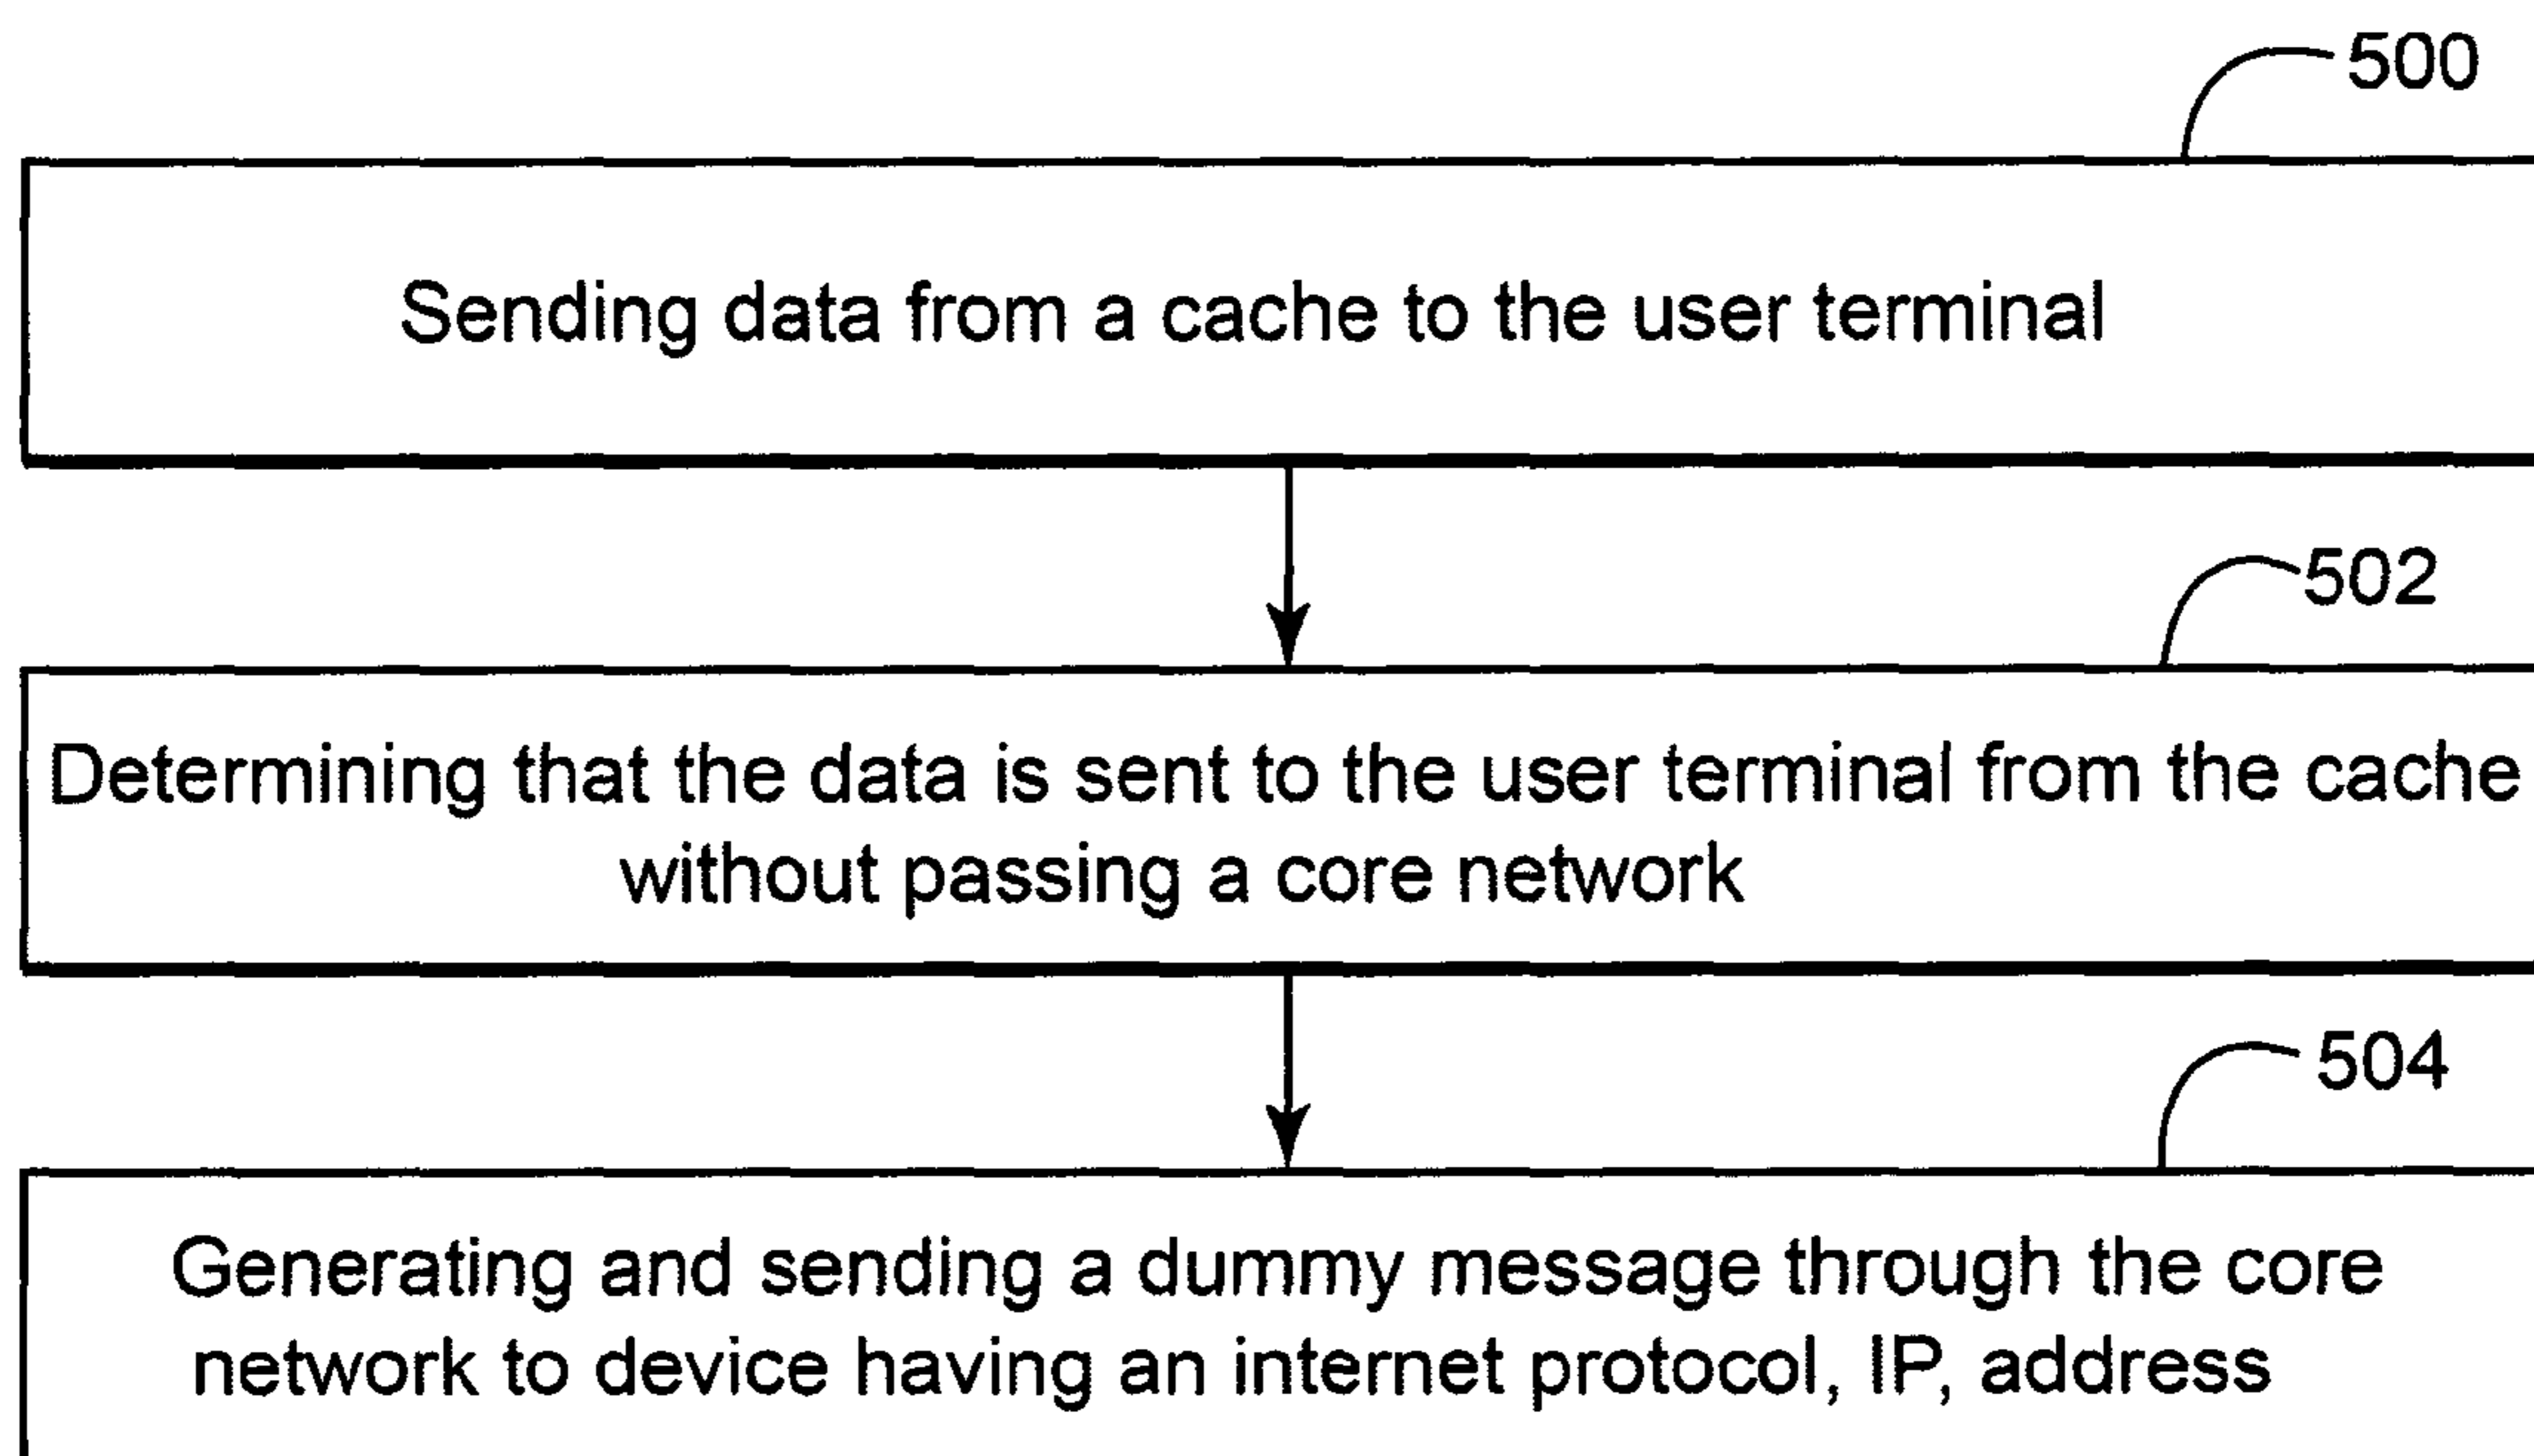 500
Sending data from a cache to the user terminal
502
Determining that the data is sent to the user terminal from the cache
without passing a core network
504
Generating and sending a dummy message through the core
network to device having an internet protocol, IP, address